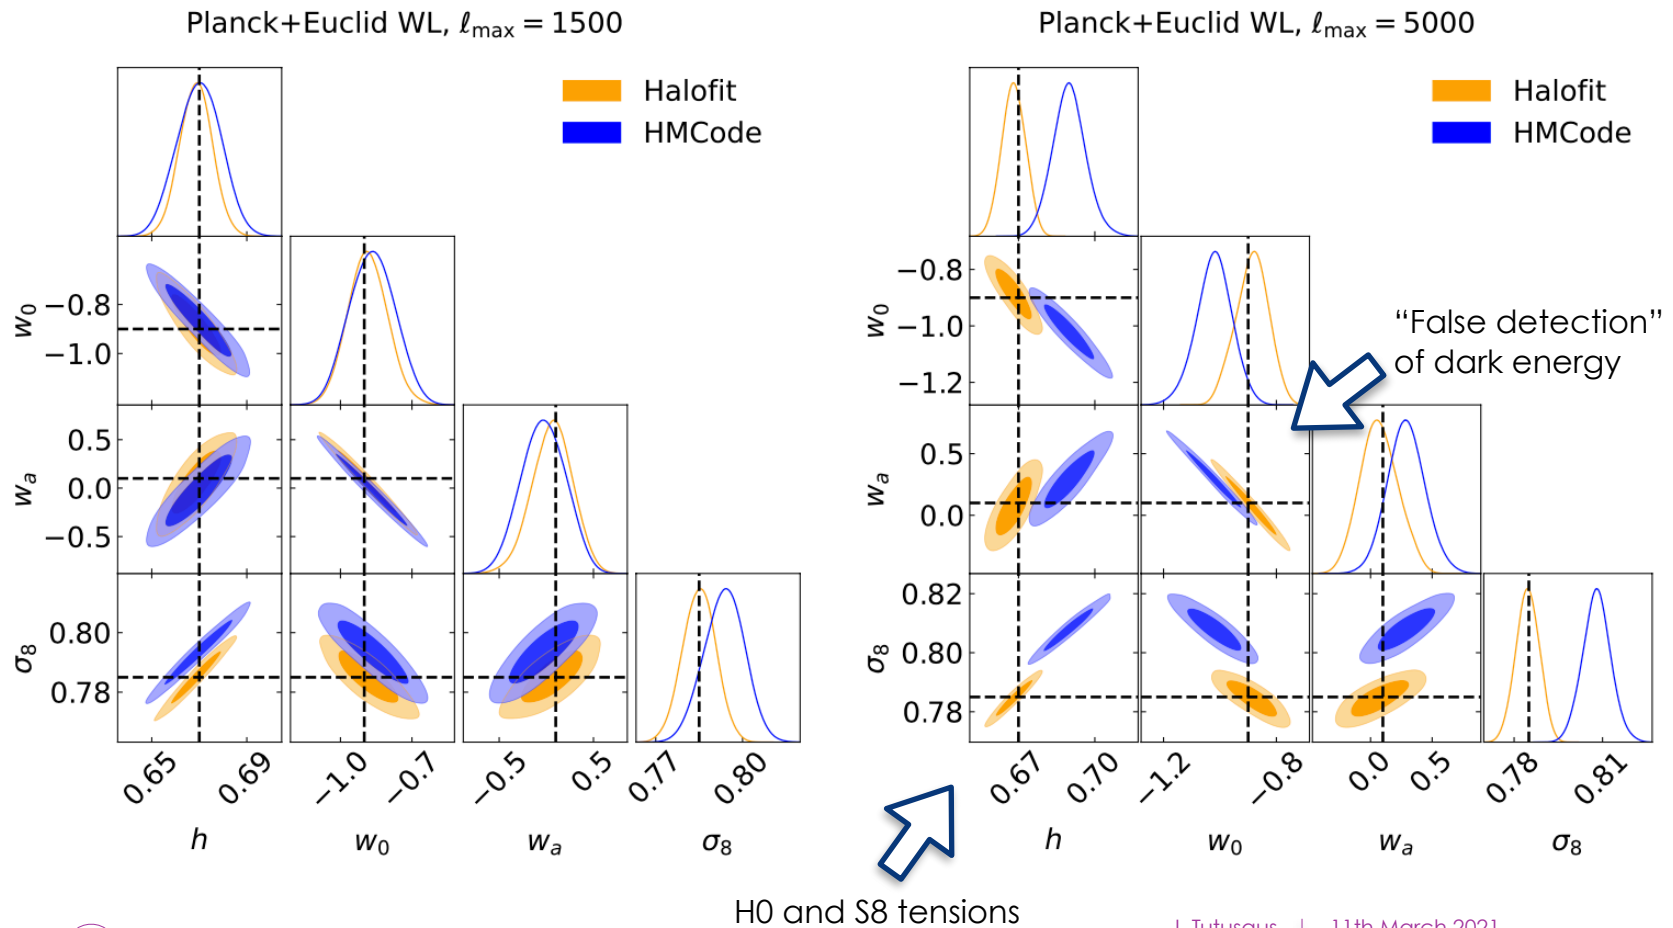 Planck+Euclid WL, ℓmax = 1500
Halofit
HMCode
w₀
−0.8
−1.0
wₐ
0.5
0.0
−0.5
σ₈
0.80
0.78
0.65
0.69
−1.0
−0.7
−0.5
0.5
0.77
0.80
h
w₀
wₐ
σ₈
Planck+Euclid WL, ℓmax = 5000
Halofit
HMCode
w₀
−0.8
−1.0
−1.2
“False detection”
of dark energy
wₐ
0.5
0.0
σ₈
0.82
0.80
0.78
0.67
0.70
−1.2
−0.8
0.0
0.5
0.78
0.81
h
w₀
wₐ
σ₈
H0 and S8 tensions
I. Tutusaus | 11th March 2021